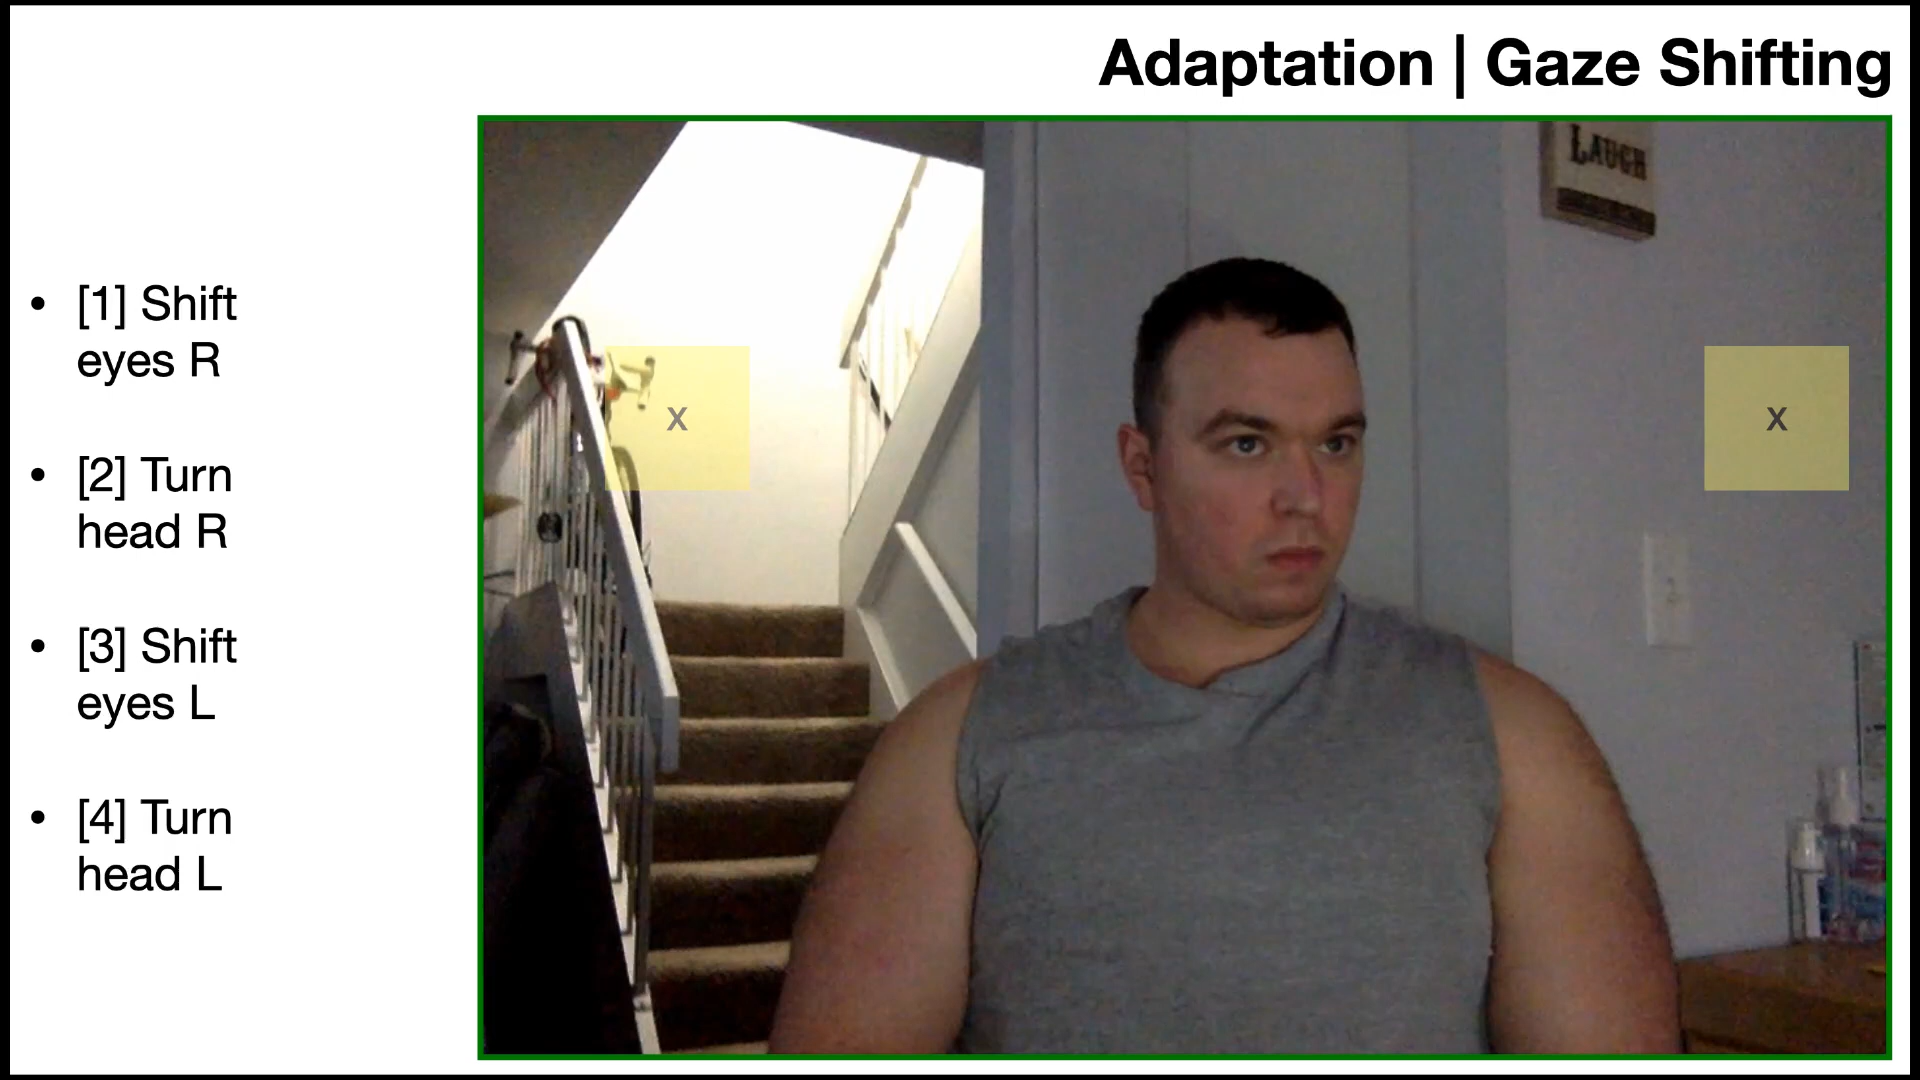 Adaptation | Gaze Shifting
LAUGH
• [1] Shift
eyes R
X
X
• [2] Turn
head R
• [3] Shift
eyes L
• [4] Turn
head L